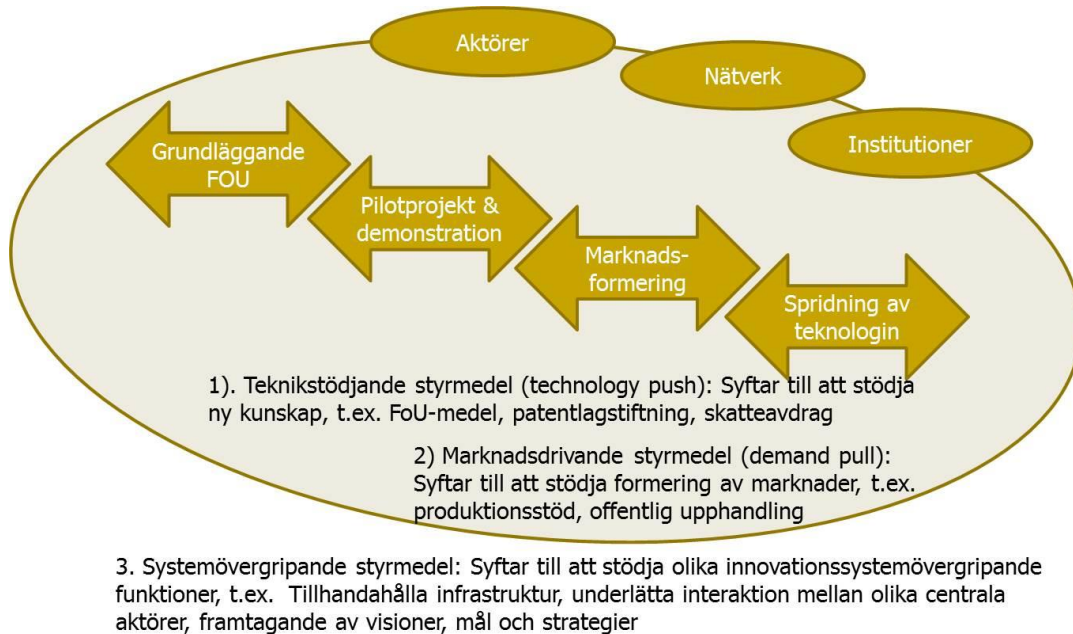 Aktörer
Nätverk
Institutioner
Grundläggande
FOU
Pilotprojekt &
demonstration
Marknads-
formering
Spridning av
teknologin
1). Teknikstödjande styrmedel (technology push): Syftar till att stödja
ny kunskap, t.ex. FoU-medel, patentlagstiftning, skatteavdrag
2) Marknadsdrivande styrmedel (demand pull):
Syftar till att stödja formering av marknader, t.ex.
produktionsstöd, offentlig upphandling
3. Systemövergripande styrmedel: Syftar till att stödja olika innovationssystemövergripande
funktioner, t.ex. Tillhandahålla infrastruktur, underlätta interaktion mellan olika centrala
aktörer, framtagande av visioner, mål och strategier